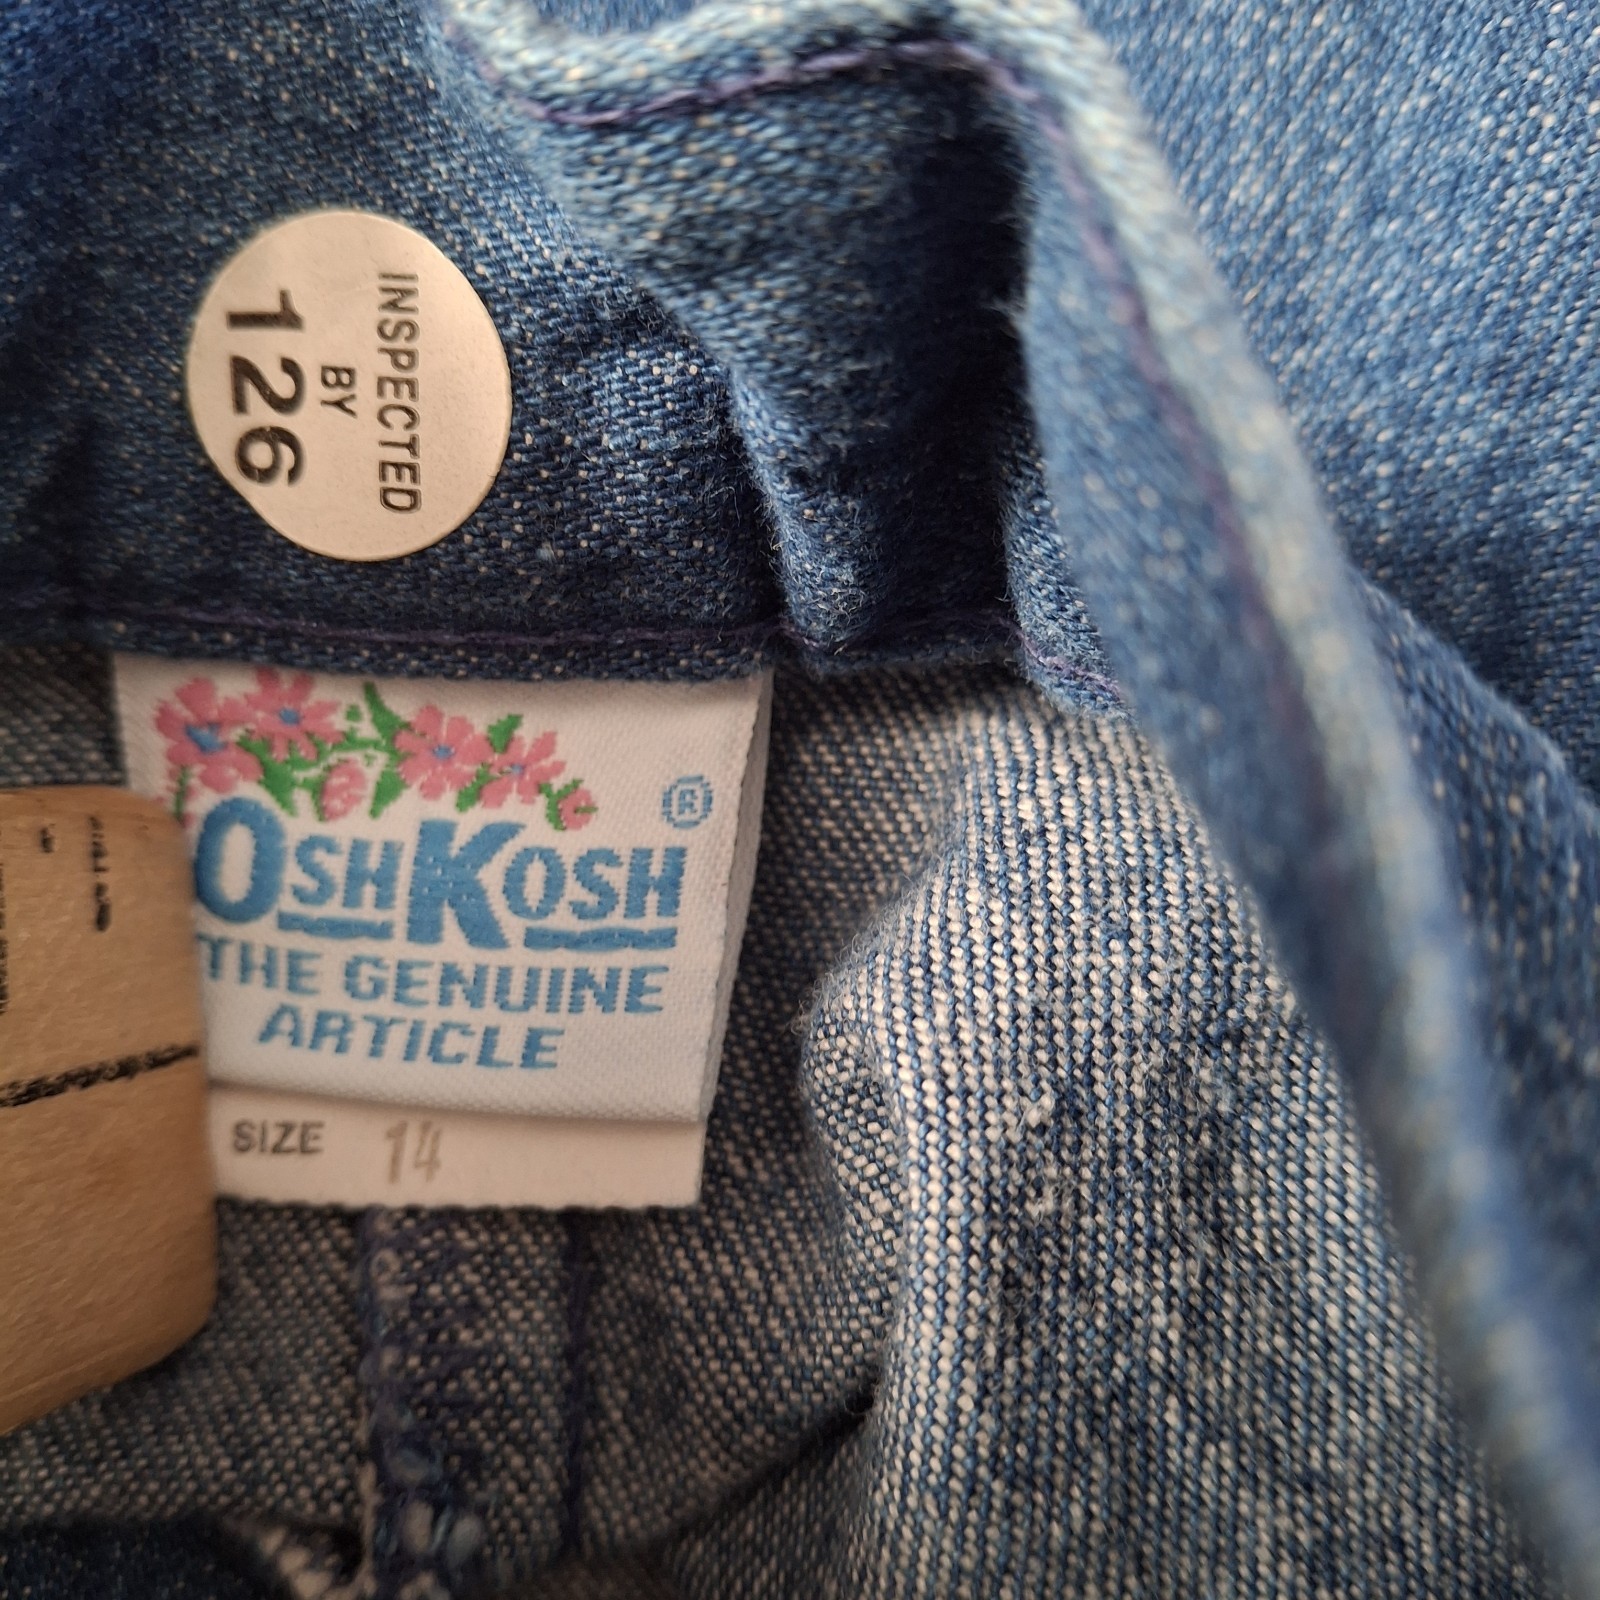 INSPECTED
BY
126
®
OSHKOSH
THE GENUINE
ARTICLE
SIZE 14